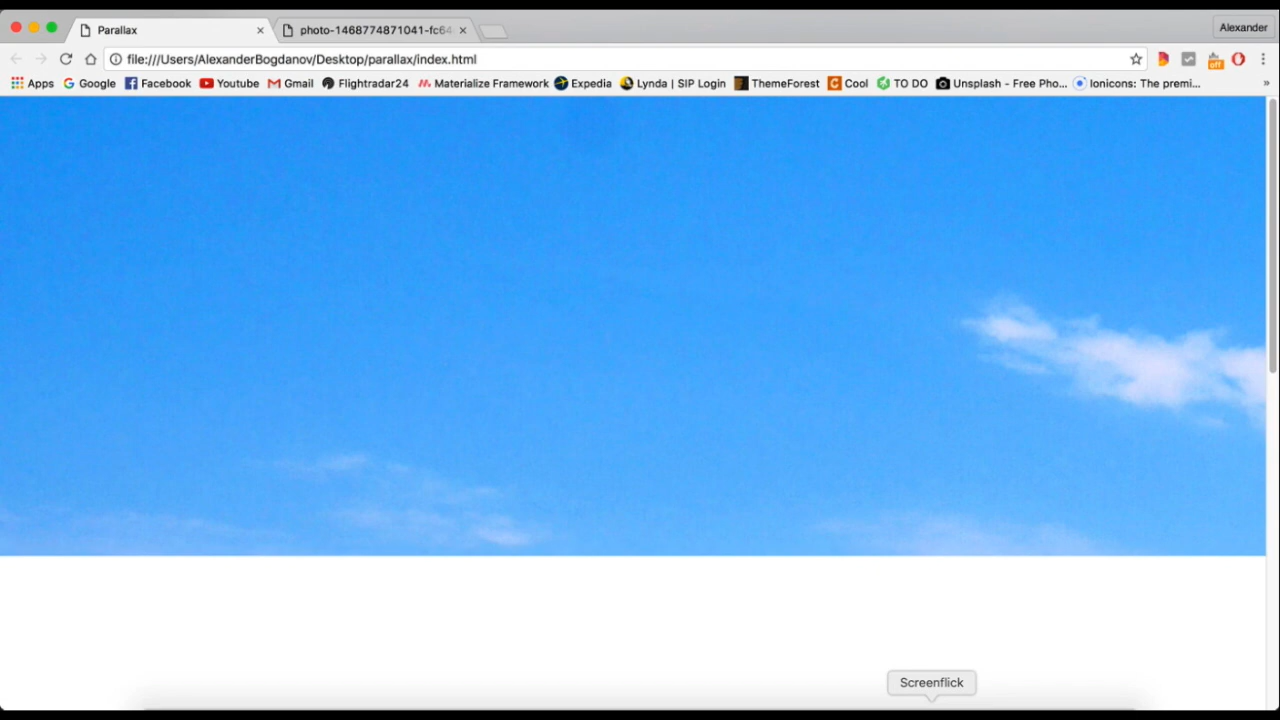 Parallax
photo-1468774871041-fc64
Alexander
file:///Users/AlexanderBogdanov/Desktop/parallax/index.html
off
Apps Google Facebook Youtube Gmail Flightradar24 Materialize Framework Expedia Lynda | SIP Login ThemeForest Cool TO DO Unsplash - Free Pho... Ionicons: The premi... »
Screenflick